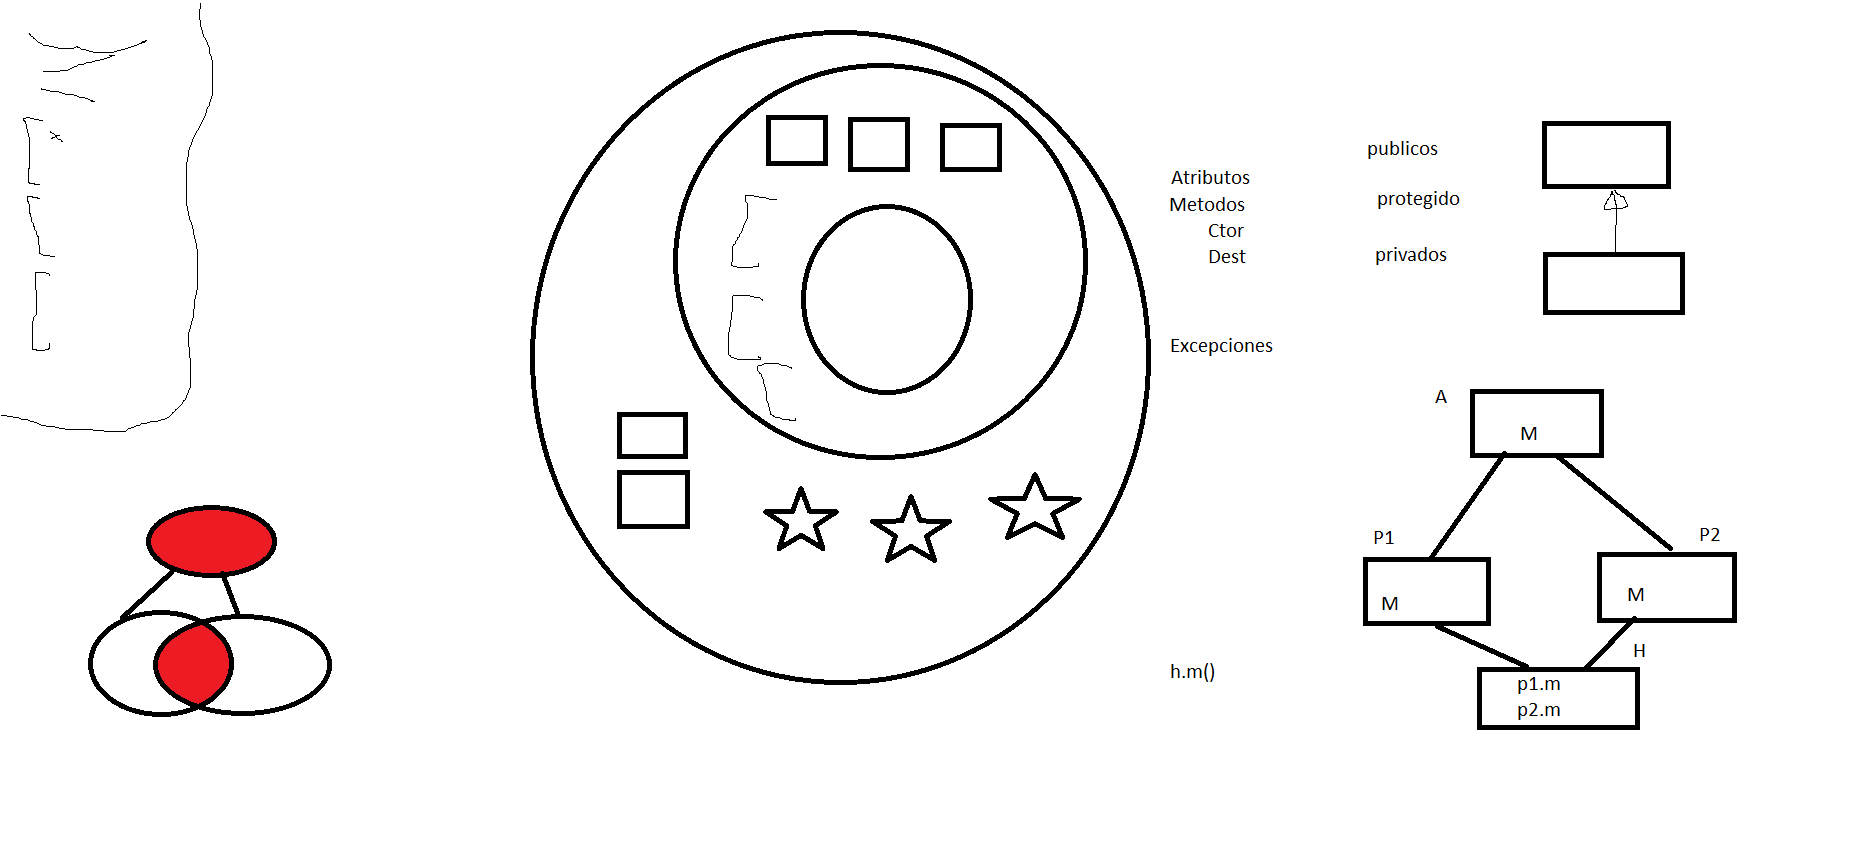 Atributos
Metodos
Ctor
Dest
Excepciones
h.m()
publicos
protegido
privados
A
M
P1
P2
M
M
H
p1.m
p2.m